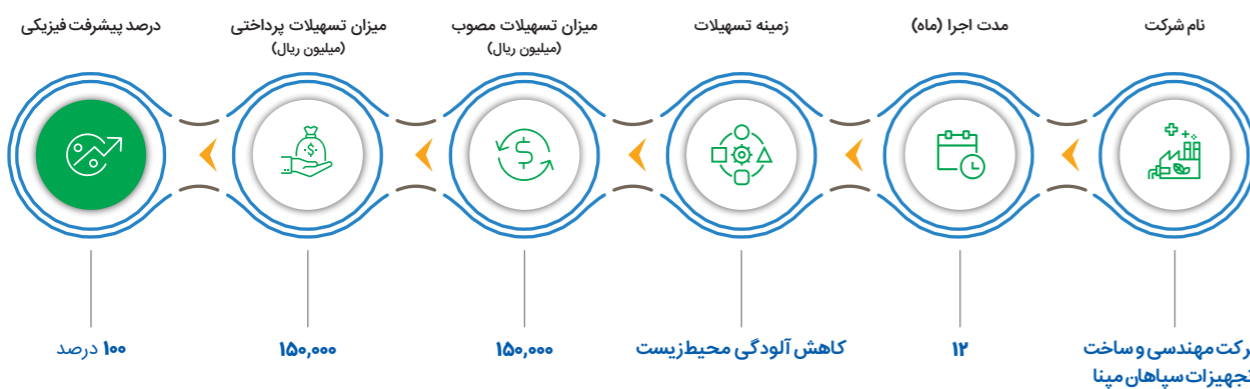 نام شرکت
مدت اجرا (ماه)
زمینه تسهیلات
میزان تسهیلات مصوب
(میلیون ریال)
میزان تسهیلات پرداختی
(میلیون ریال)
درصد پیشرفت فیزیکی
رکت مهندسی و ساخت
تجهیزات سپاهان مپنا
۱۲
کاهش آلودگی محیط‌زیست
۱۵۰,۰۰۰
۱۵۰,۰۰۰
۱۰۰ درصد